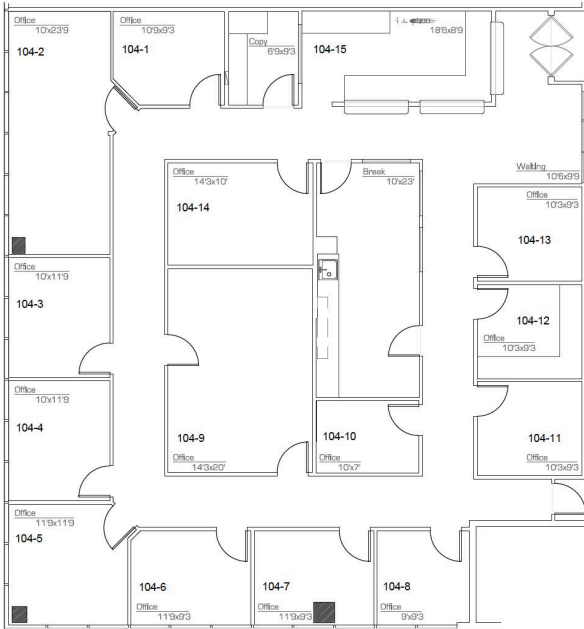 Office
10'x23'9
104-2
Office
10'9x9'3
104-1
Copy
6'9x9'3
104-15
18'6x8'9
Waiting
10'6x9'9
Office
14'3x10'
104-14
Break
10'x23'
Office
10'3x9'3
104-13
Office
10'x11'9
104-3
104-12
Office
10'3x9'3
Office
10'x11'9
104-4
104-9
Office
14'3x20'
104-10
Office
10'x7'
104-11
Office
10'3x9'3
Office
11'9x11'9
104-5
104-6
Office
11'9x9'3
104-7
Office
11'9x9'3
104-8
Office
9'x9'3